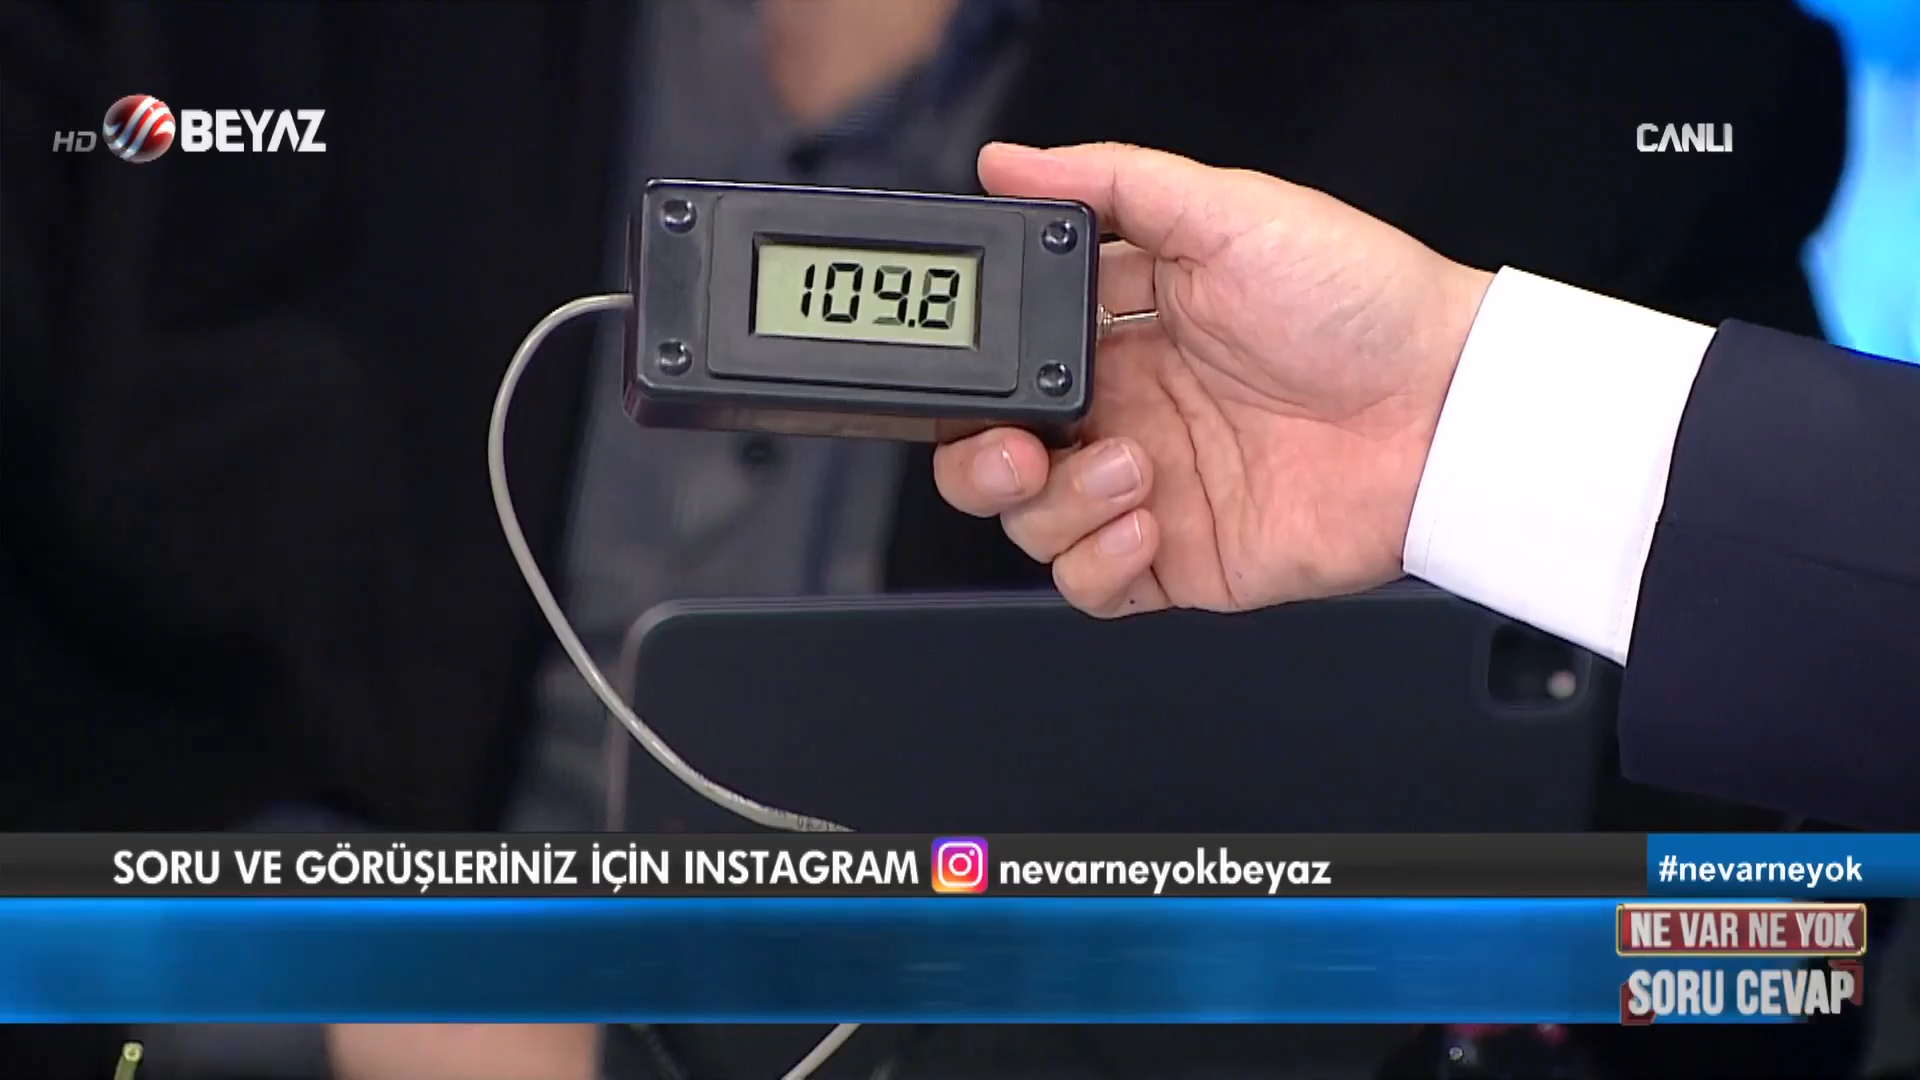 HD BEYAZ
CANLI
109.8
SORU VE GÖRÜŞLERİNİZ İÇİN INSTAGRAM nevarneyokbeyaz
#nevarneyok
NE VAR NE YOK
SORU CEVAP